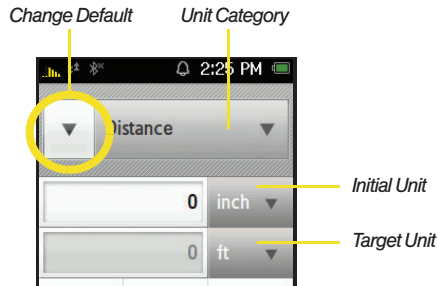 Change Default
Unit Category
2:25 PM
Distance
0 inch
Initial Unit
0 ft
Target Unit